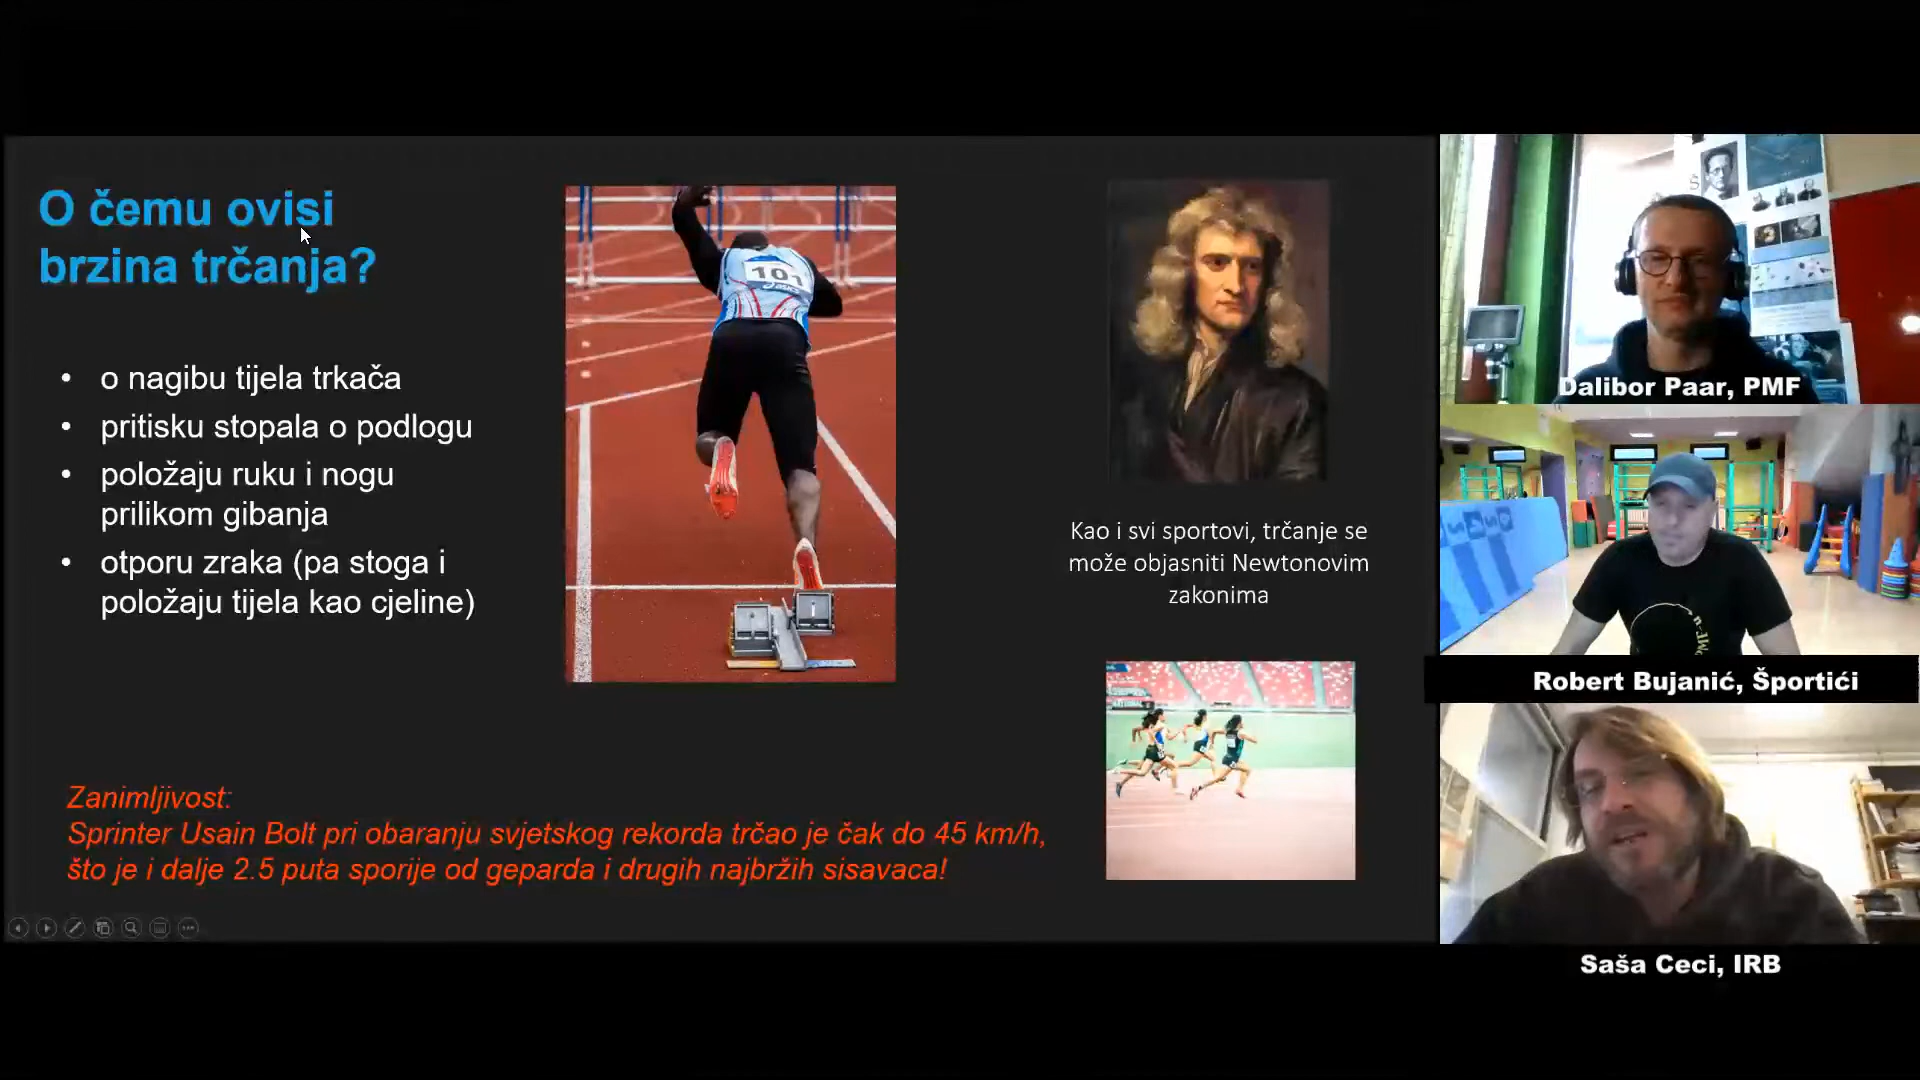 O čemu ovisi
brzina trčanja?
• o nagibu tijela trkača
• pritisku stopala o podlogu
• položaju ruku i nogu
prilikom gibanja
• otporu zraka (pa stoga i
položaju tijela kao cjeline)
Zanimljivost:
Sprinter Usain Bolt pri obaranju svjetskog rekorda trčao je čak do 45 km/h,
što je i dalje 2.5 puta sporije od geparda i drugih najbržih sisavaca!
101
asics
Kao i svi sportovi, trčanje se
može objasniti Newtonovim
zakonima
Dalibor Paar, PMF
Robert Bujanić, Športići
Saša Ceci, IRB